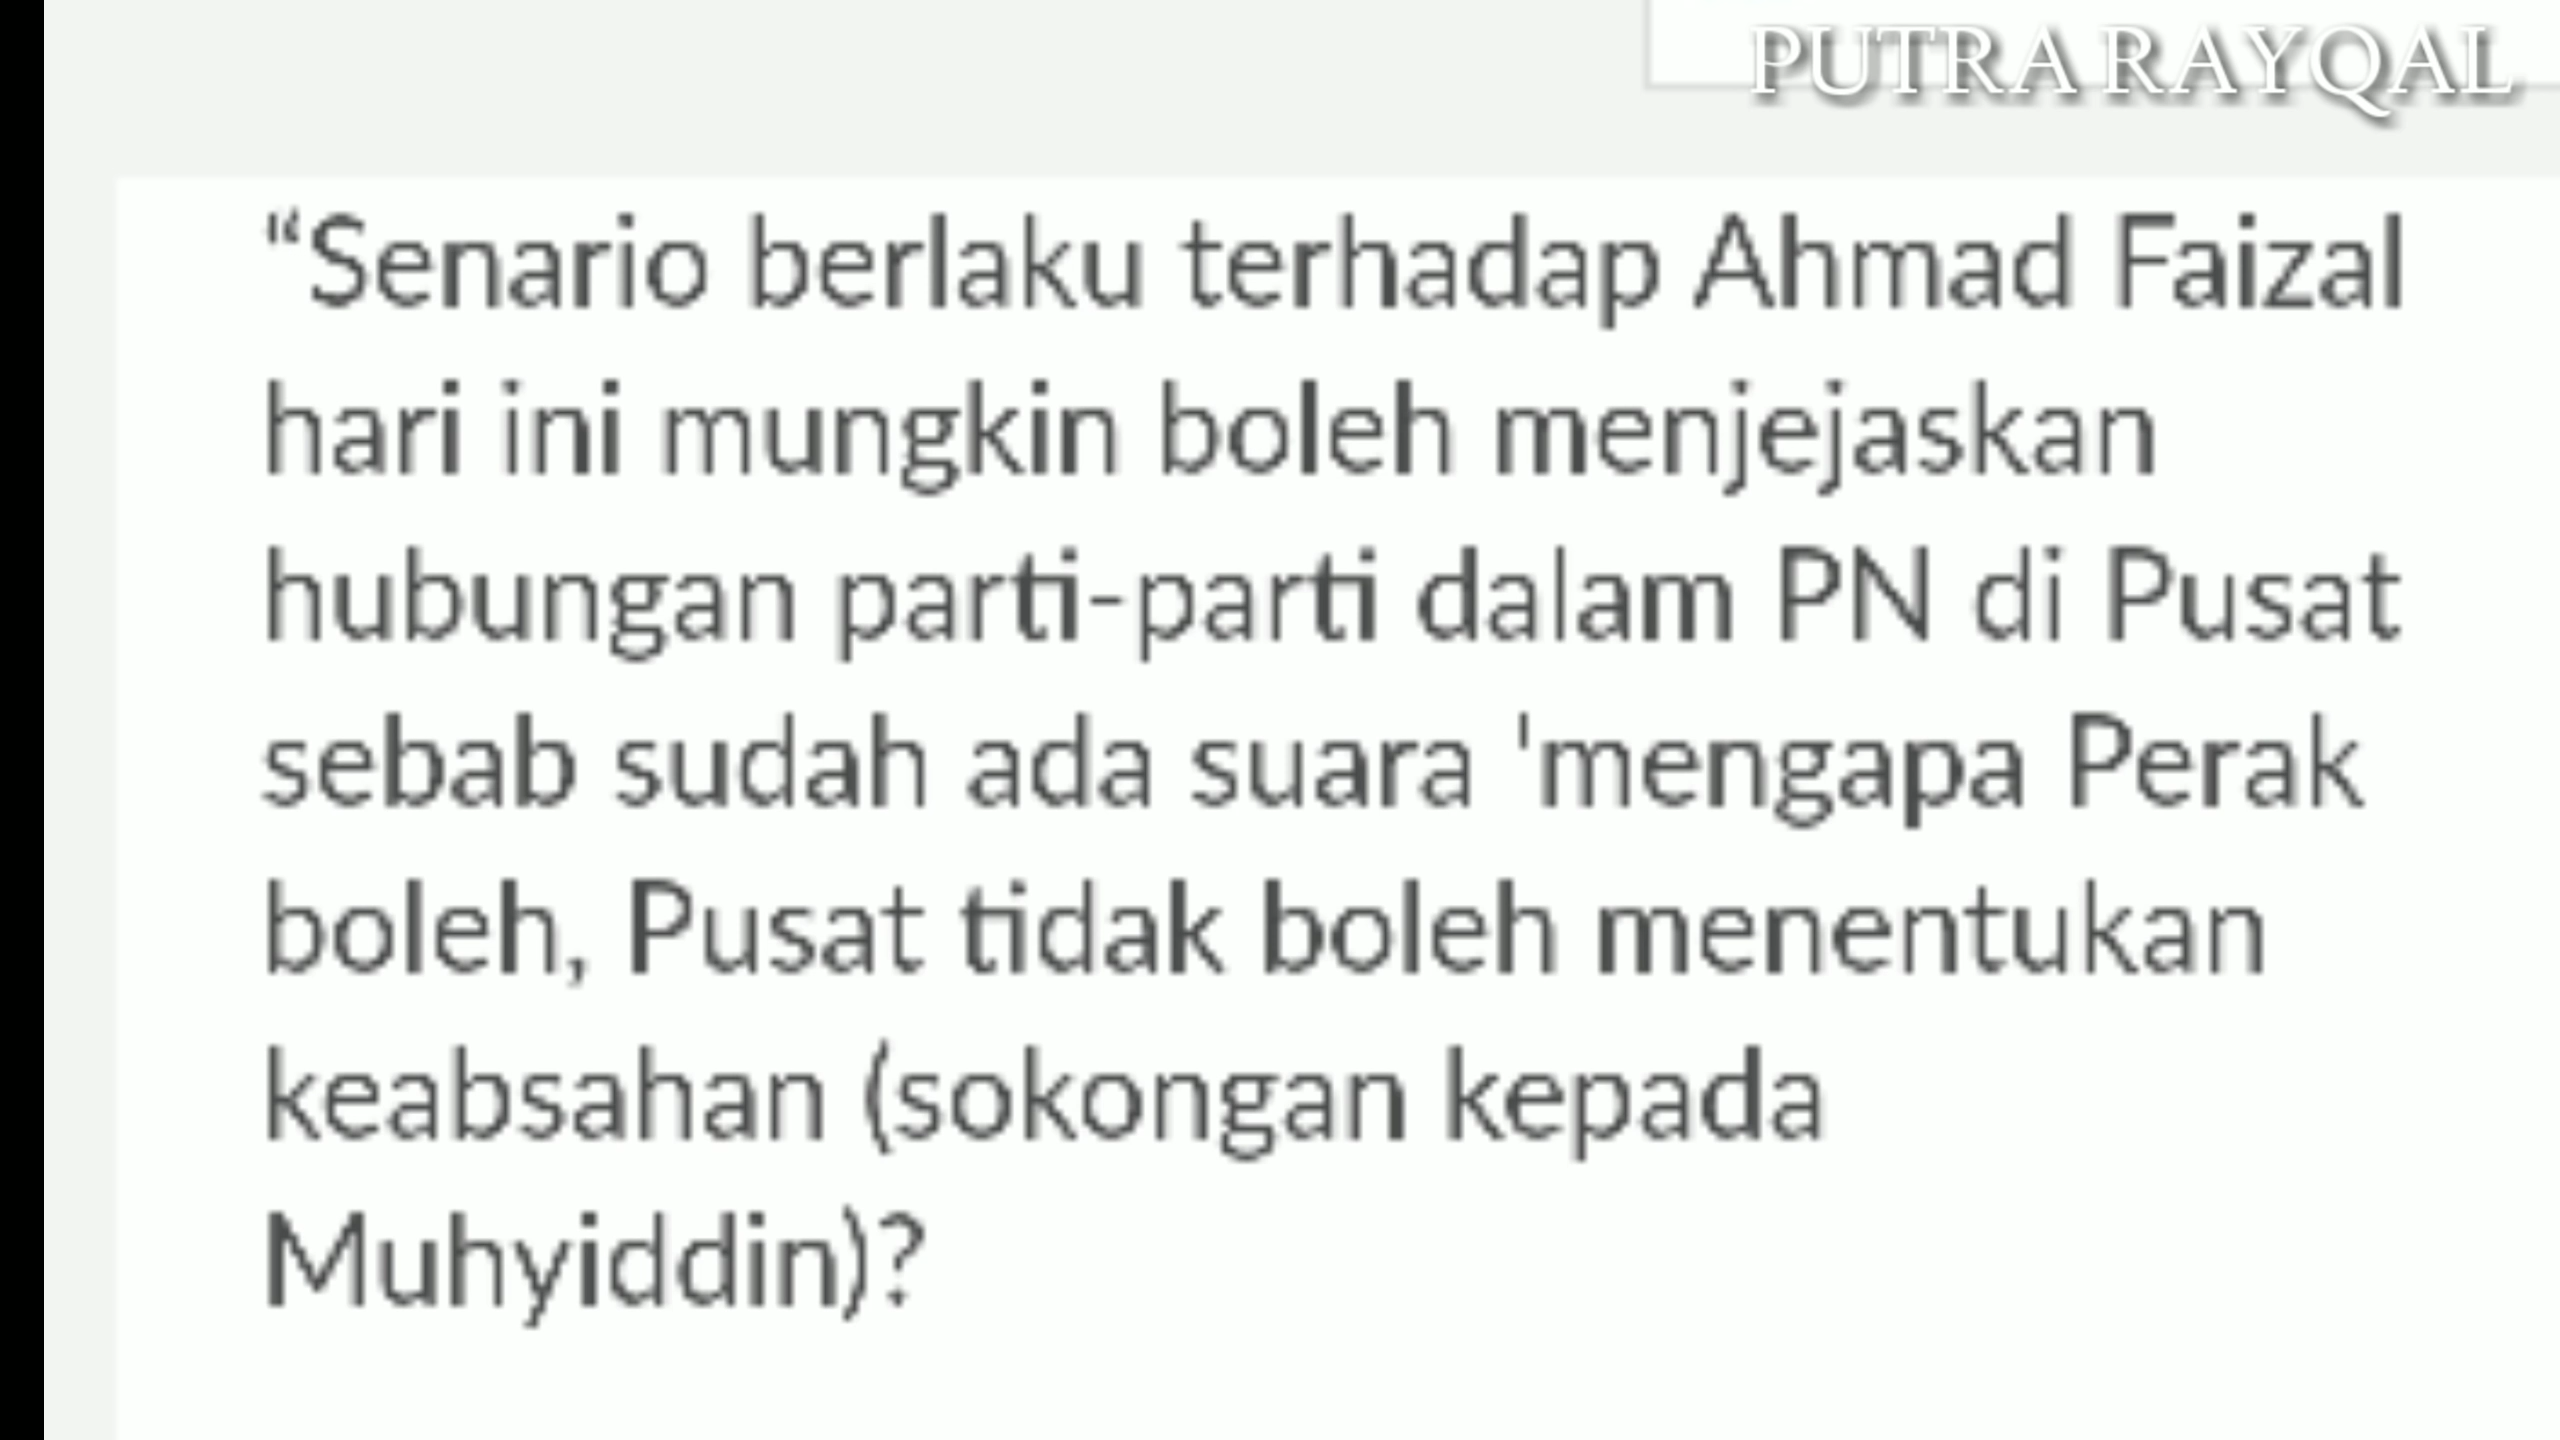 PUTRA RAYQAL
“Senario berlaku terhadap Ahmad Faizal
hari ini mungkin boleh menjejaskan
hubungan parti-parti dalam PN di Pusat
sebab sudah ada suara 'mengapa Perak
boleh, Pusat tidak boleh menentukan
keabsahan (sokongan kepada
Muhyiddin)?